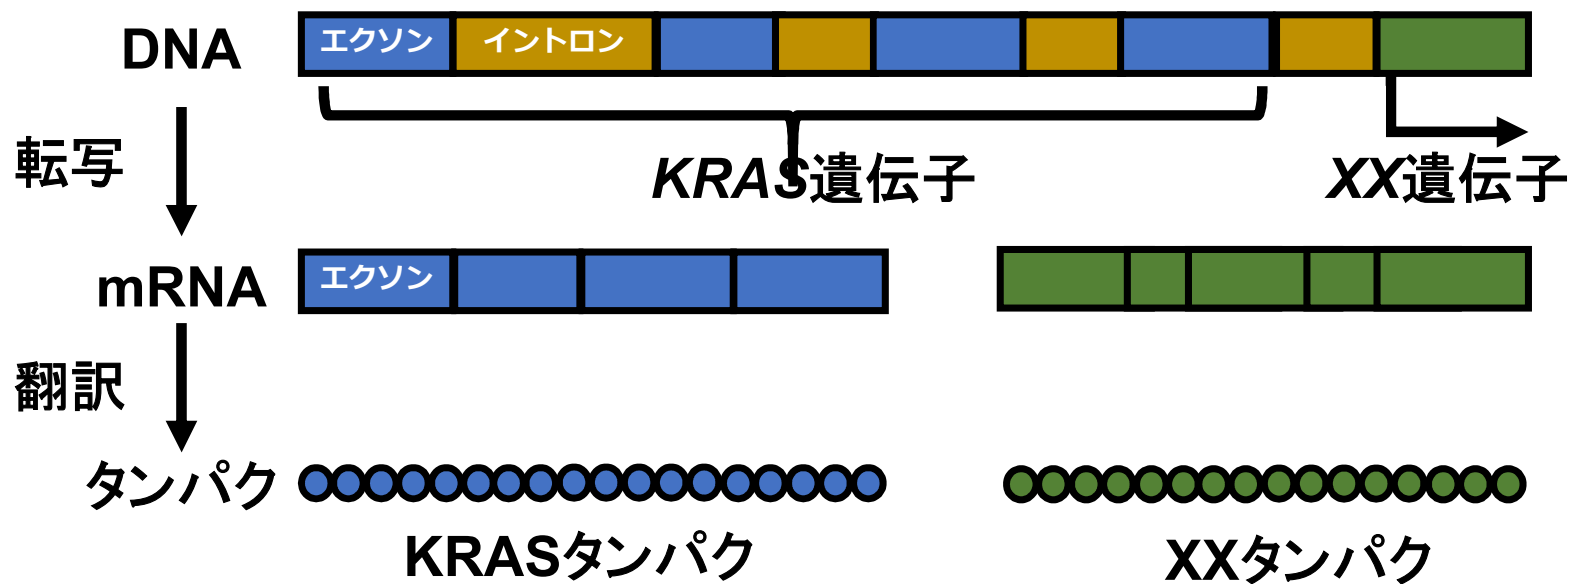 DNA
エクソン
イントロン
転写
KRAS遺伝子
XX遺伝子
mRNA
エクソン
翻訳
タンパク
KRASタンパク
XXタンパク